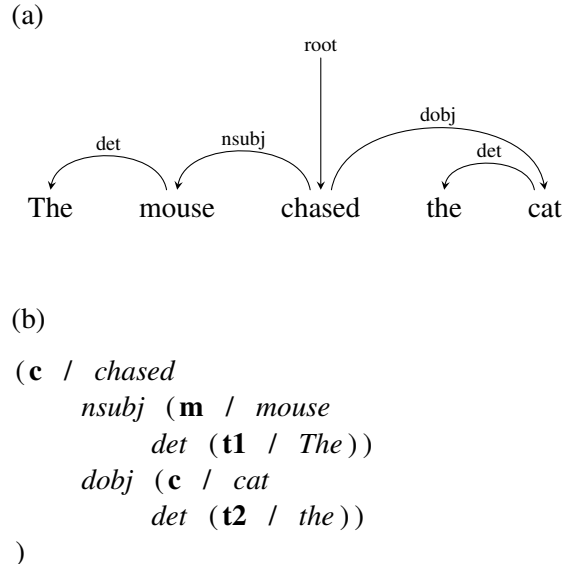 (a)
root
dobj
det nsubj det
The mouse chased the cat
(b)
(c / chased
nsubj (m / mouse
det (t1 / The))
dobj (c / cat
det (t2 / the))
)